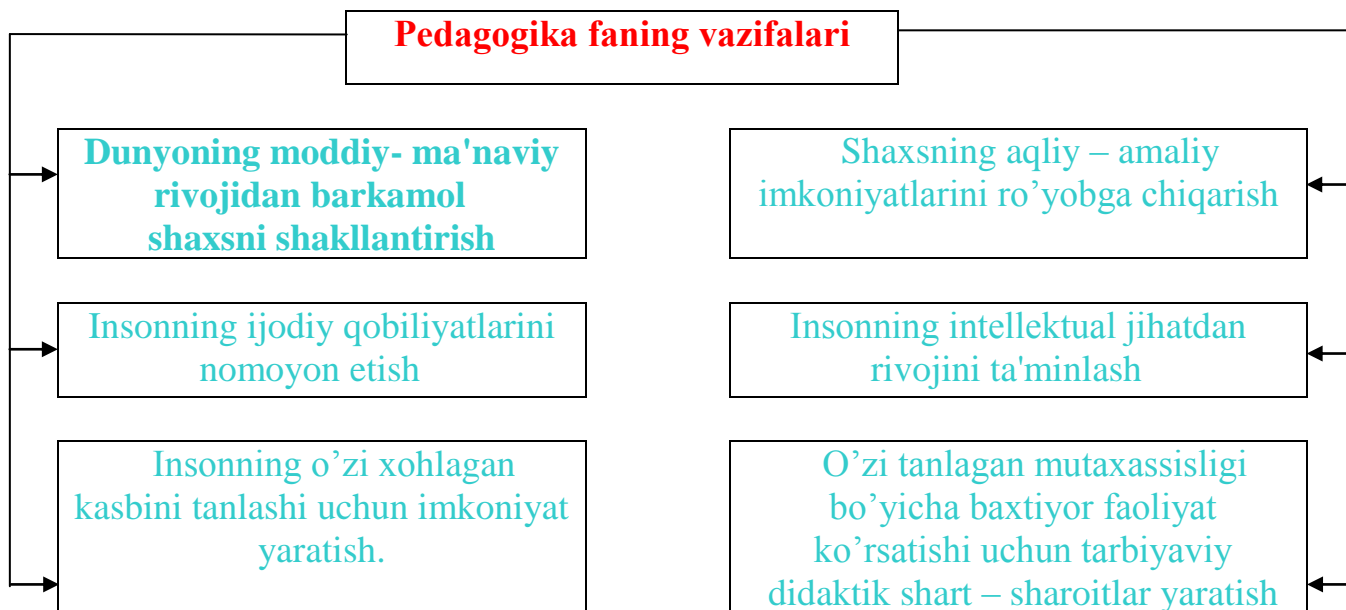 Pedagogika faning vazifalari
Dunyoning moddiy- ma'naviy
rivojidan barkamol
shaxsni shakllantirish
Shaxsning aqliy – amaliy
imkoniyatlarini ro’yobga chiqarish
Insonning ijodiy qobiliyatlarini
nomoyon etish
Insonning intellektual jihatdan
rivojini ta'minlash
Insonning o’zi xohlagan
kasbini tanlashi uchun imkoniyat
yaratish.
O’zi tanlagan mutaxassisligi
bo’yicha baxtiyor faoliyat
ko’rsatishi uchun tarbiyaviy
didaktik shart – sharoitlar yaratish